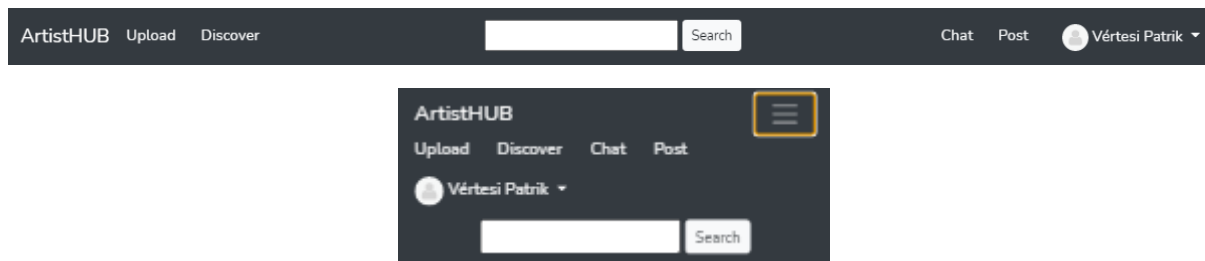 ArtistHUB Upload Discover Search Chat Post Vértesi Patrik
ArtistHUB
Upload Discover Chat Post
Vértesi Patrik
Search